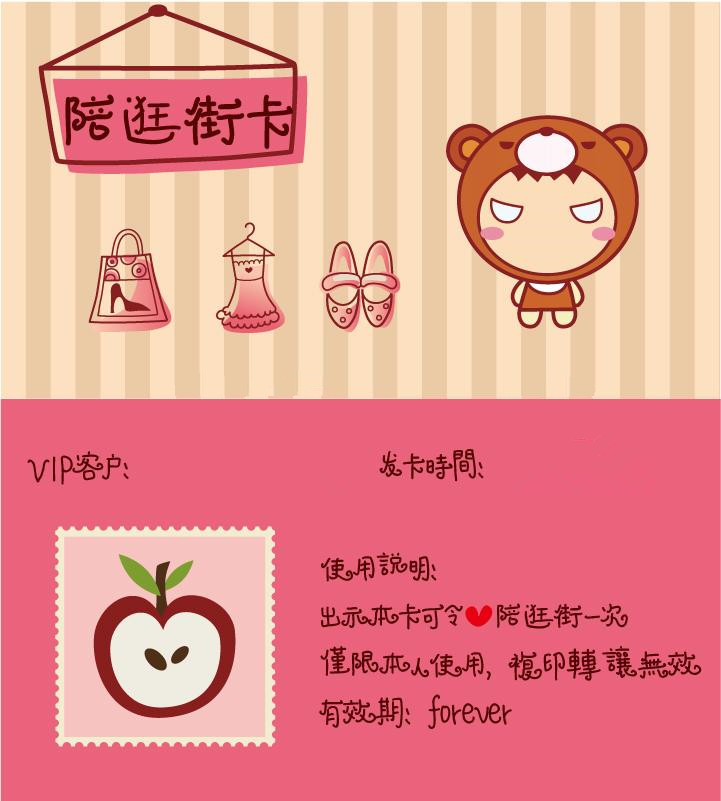 陪逛街卡
VIP客户:
发卡時間:
使用説明:
出示本卡可令❤陪逛街一次
僅限本人使用, 複印轉讓無效
有效期: forever